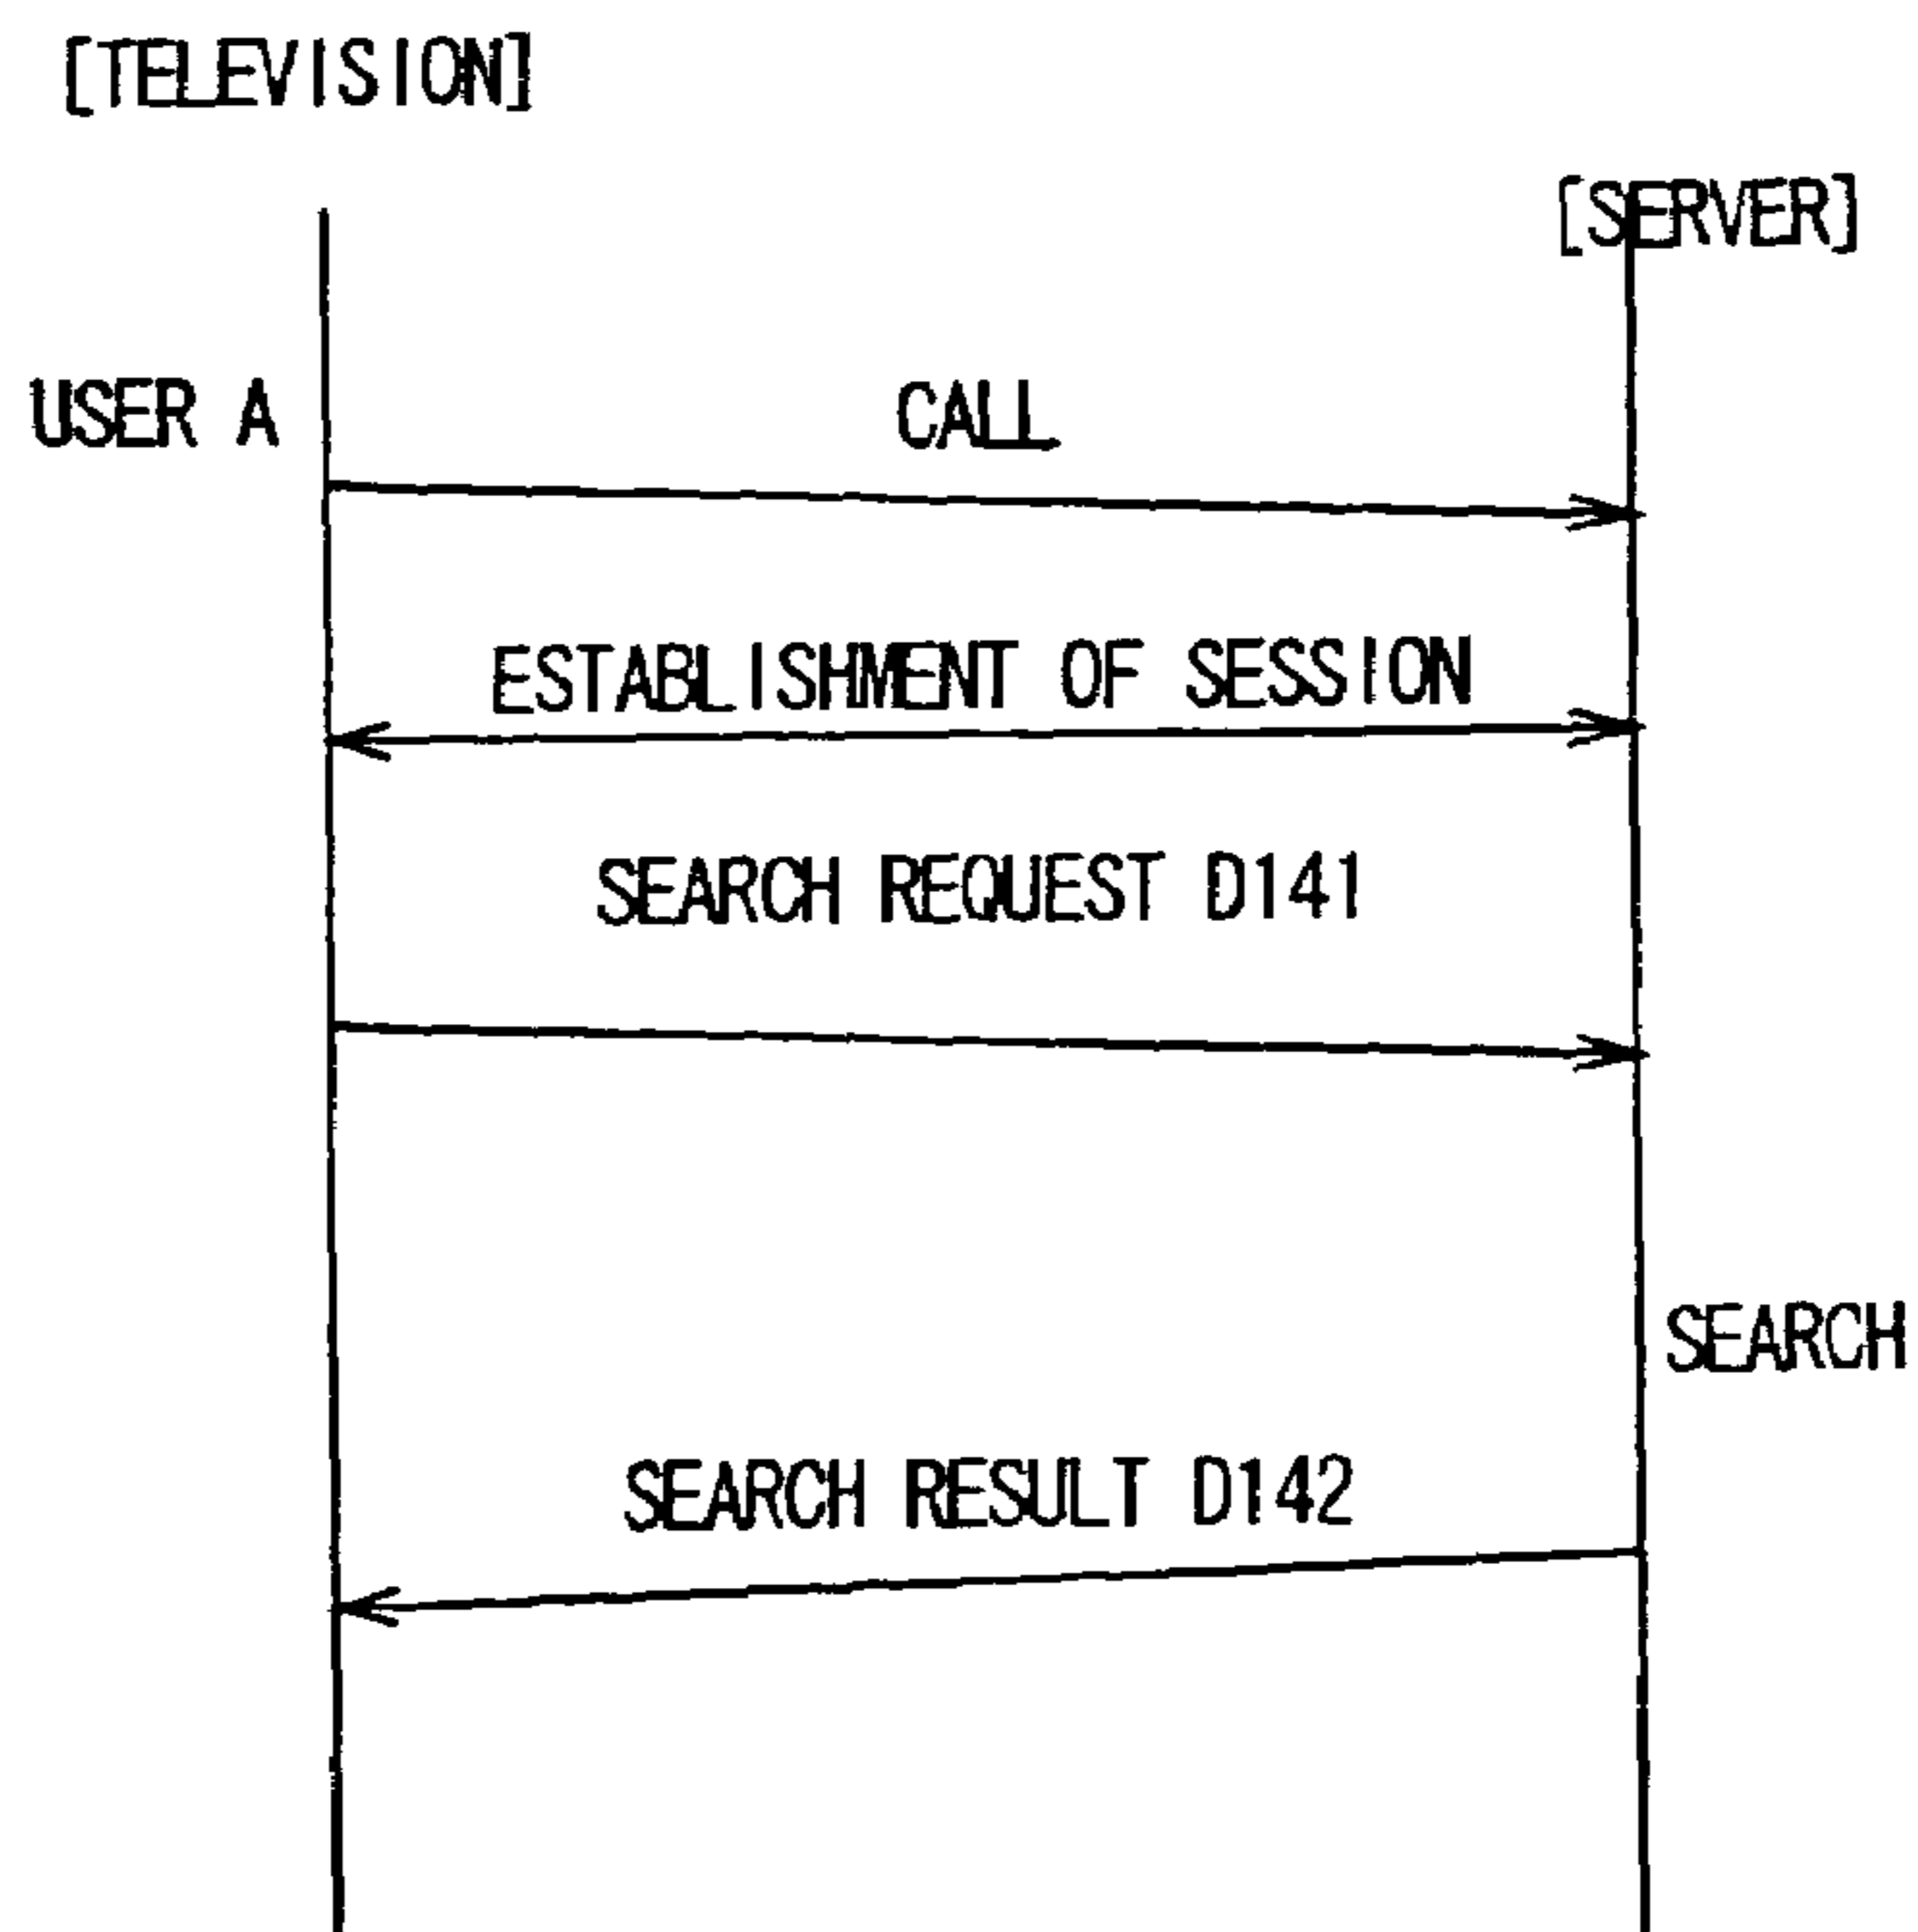 [TELEVISION]
[SERVER]
USER A
CALL
ESTABLISHMENT OF SESSION
SEARCH REQUEST D141
SEARCH
SEARCH RESULT D142